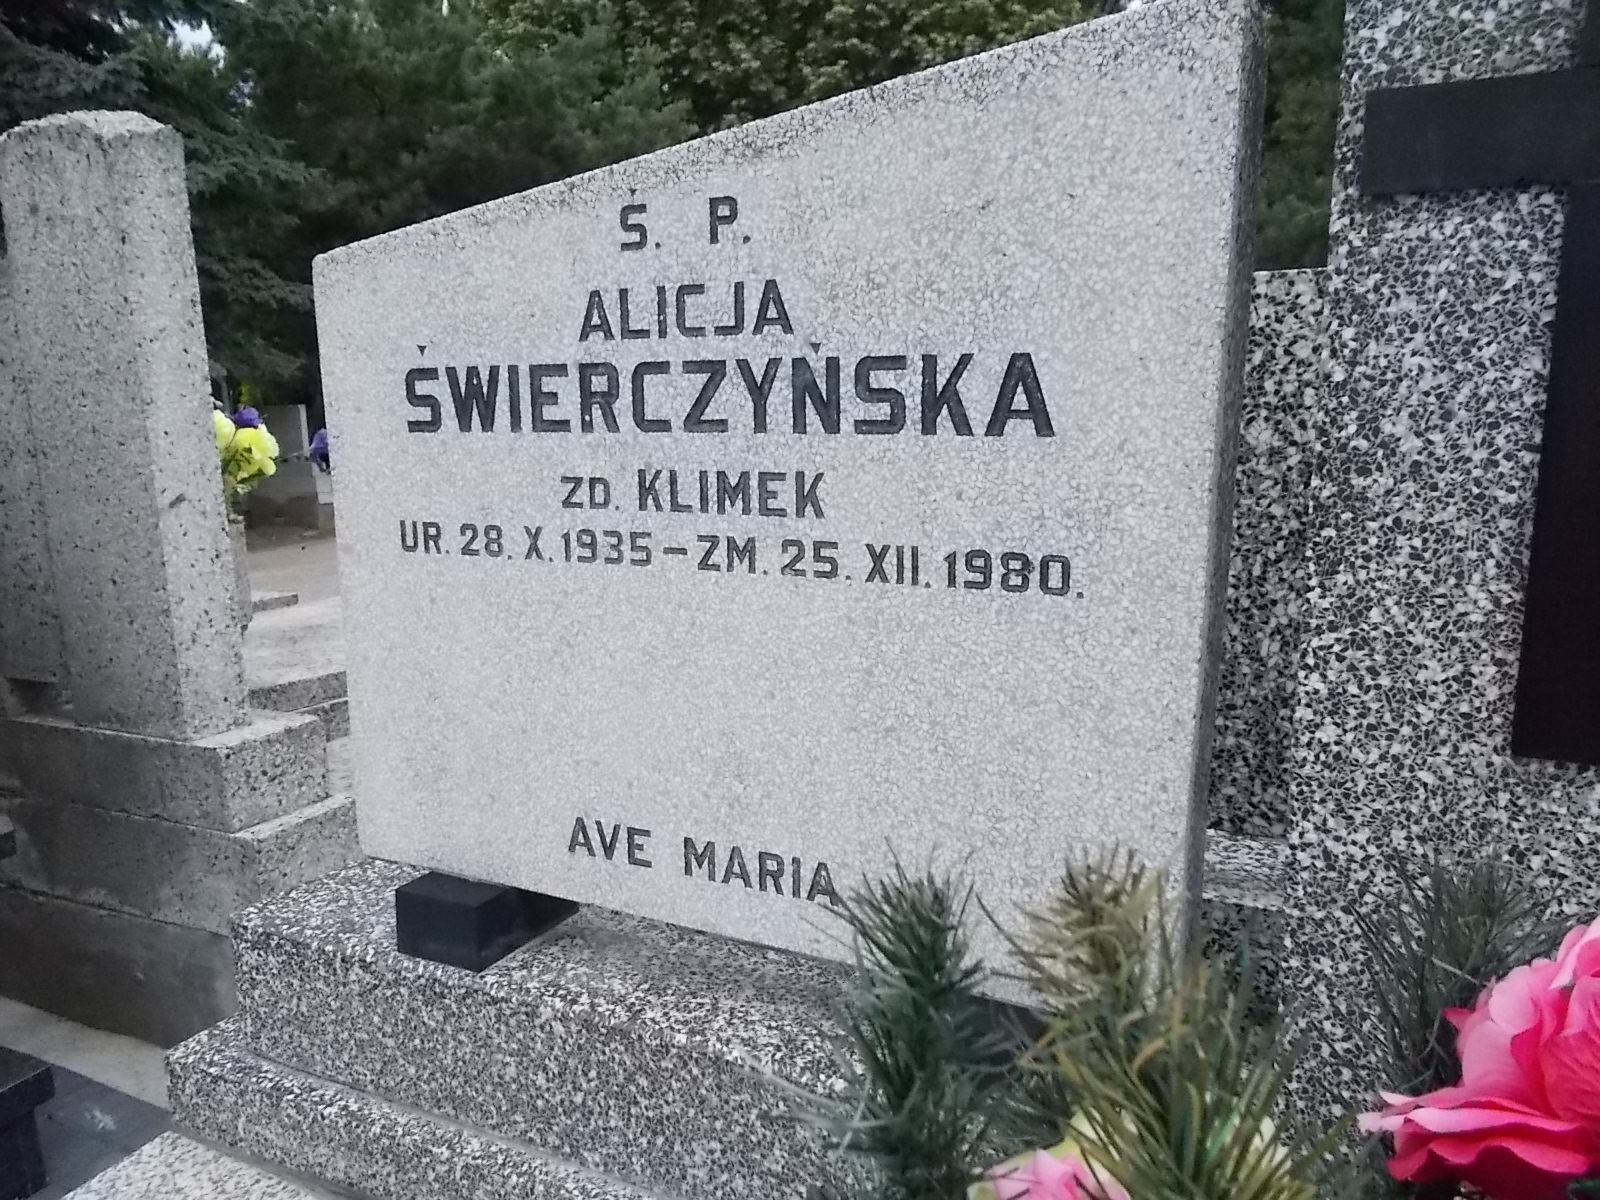 Ś. P.
ALICJA
ŚWIERCZYŃSKA
ZD. KLIMEK
UR. 28. X. 1935 – ZM. 25. XII. 1980.
AVE MARIA